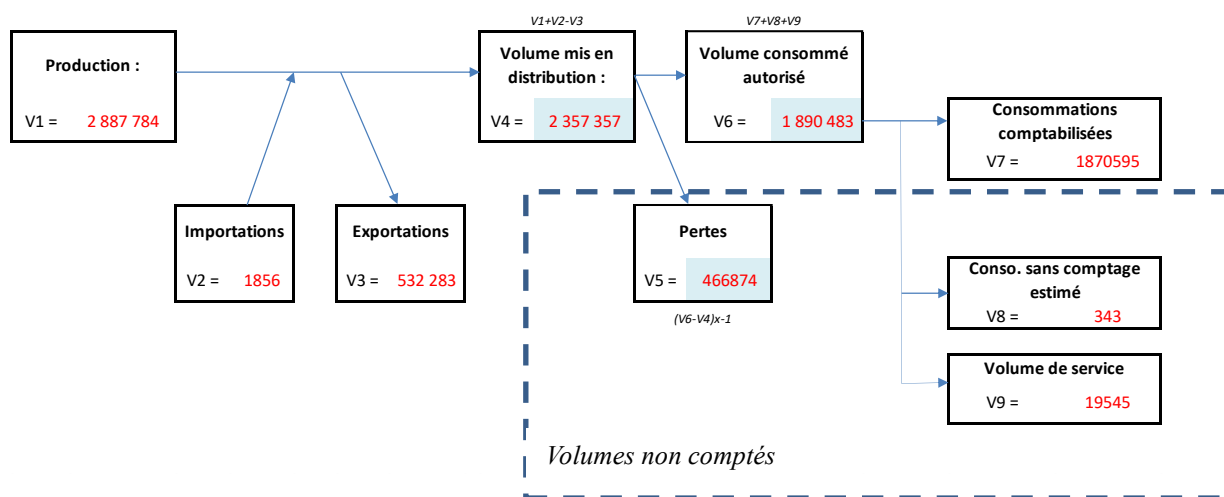 V1+V2-V3
V7+V8+V9
Production :
V1 = 2 887 784
Volume mis en
distribution :
V4 = 2 357 357
Volume consommé
autorisé
V6 = 1 890 483
Consommations
comptabilisées
V7 = 1870595
Importations
V2 = 1856
Exportations
V3 = 532 283
Pertes
V5 = 466874
(V6-V4)x-1
Conso. sans comptage
estimé
V8 = 343
Volume de service
V9 = 19545
Volumes non comptés